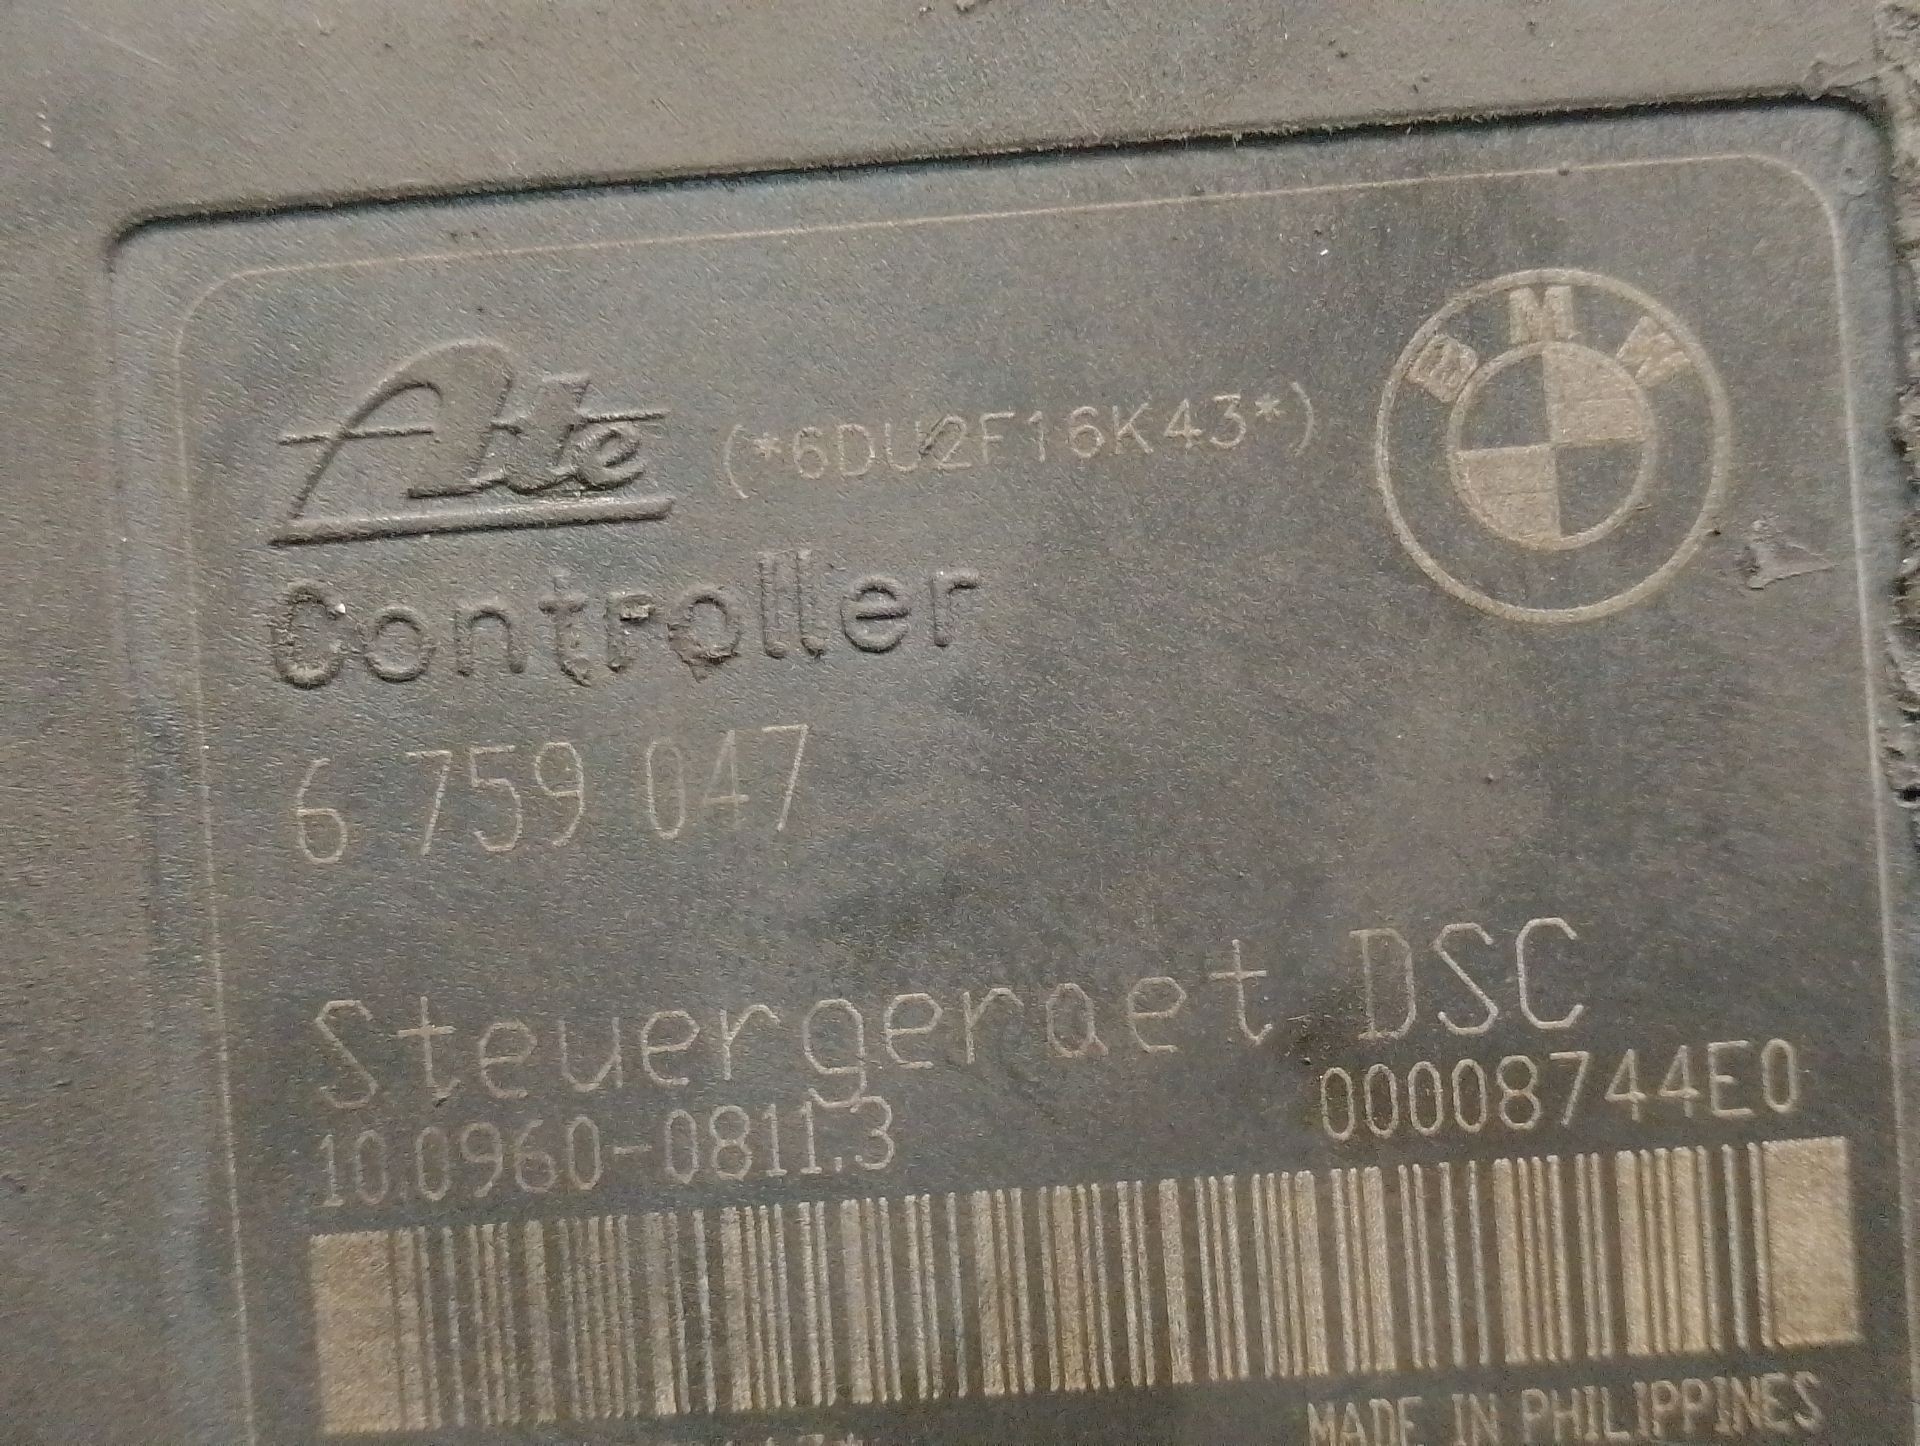 Ate (*6DU2F16K43*)
BMW
Controller
6 759 047
Steuergeraet DSC
10.0960-0811.3 00008744E0
MADE IN PHILIPPINES